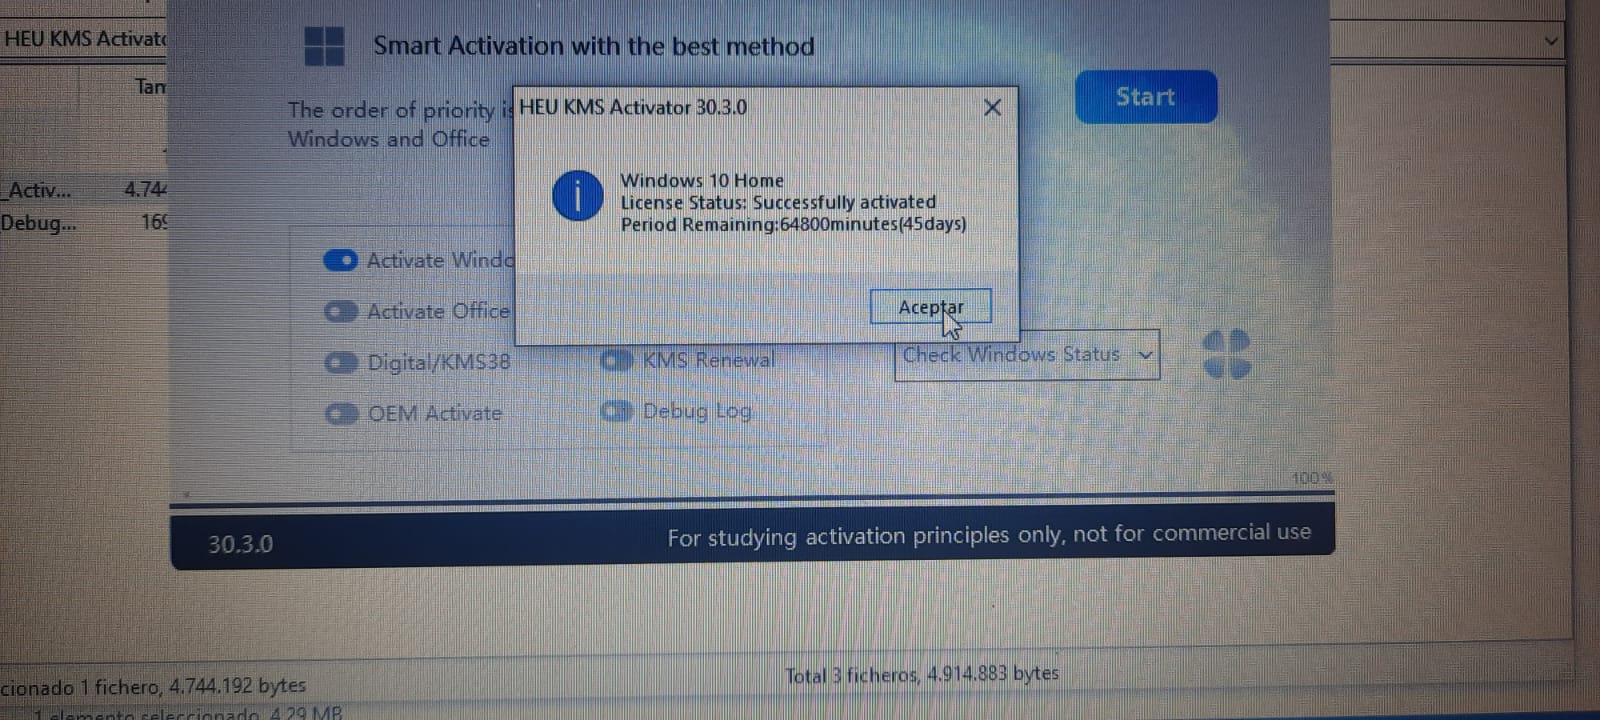 HEU KMS Activato
Smart Activation with the best method
Start
HEU KMS Activator 30.3.0
The order of priority is
Windows and Office
Windows 10 Home
License Status: Successfully activated
Period Remaining:64800minutes(45days)
_Activ... 4.744
Debug... 169
Activate Windo
Activate Office
Aceptar
Digital/KMS38
KMS Renewal
Check Windows Status
OEM Activate
Debug Log
100%
30.3.0
For studying activation principles only, not for commercial use
Total 3 ficheros, 4.914.883 bytes
cionado 1 fichero, 4.744.192 bytes
1 elemento seleccionado 4,29 MB